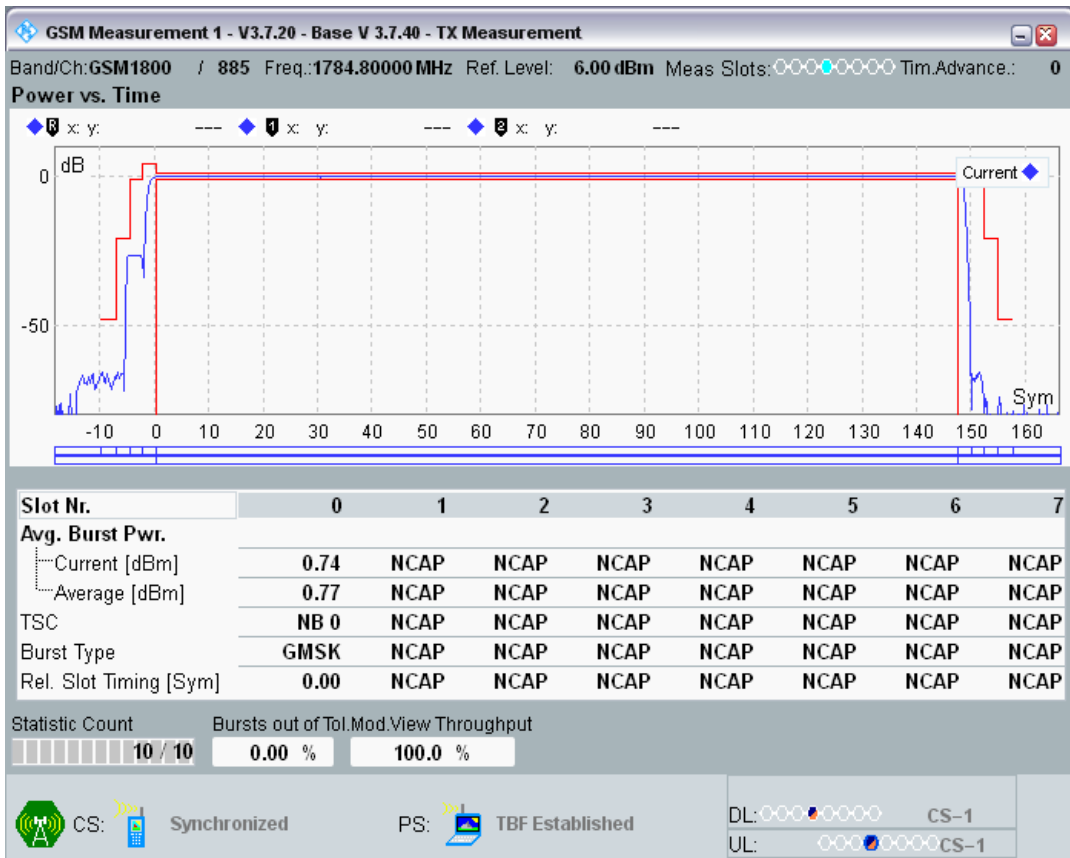 GSM Measurement 1 - V3.7.20 - Base V 3.7.40 - TX Measurement
Band/Ch:GSM1800 / 885 Freq.:1784.80000 MHz Ref. Level: 6.00 dBm Meas Slots: Tim.Advance.: 0
Power vs. Time
R x: y: --- 1 x: y: --- 2 x: y: ---
dB
Current
0
-50
Sym
-10 0 10 20 30 40 50 60 70 80 90 100 110 120 130 140 150 160
Slot Nr. 0 1 2 3 4 5 6 7
Avg. Burst Pwr.
Current [dBm] 0.74 NCAP NCAP NCAP NCAP NCAP NCAP NCAP
Average [dBm] 0.77 NCAP NCAP NCAP NCAP NCAP NCAP NCAP
TSC NB 0 NCAP NCAP NCAP NCAP NCAP NCAP NCAP
Burst Type GMSK NCAP NCAP NCAP NCAP NCAP NCAP NCAP
Rel. Slot Timing [Sym] 0.00 NCAP NCAP NCAP NCAP NCAP NCAP NCAP
Statistic Count Bursts out of Tol.Mod.View Throughput
10 / 10 0.00 % 100.0 %
CS: Synchronized PS: TBF Established
DL: CS-1
UL: CS-1